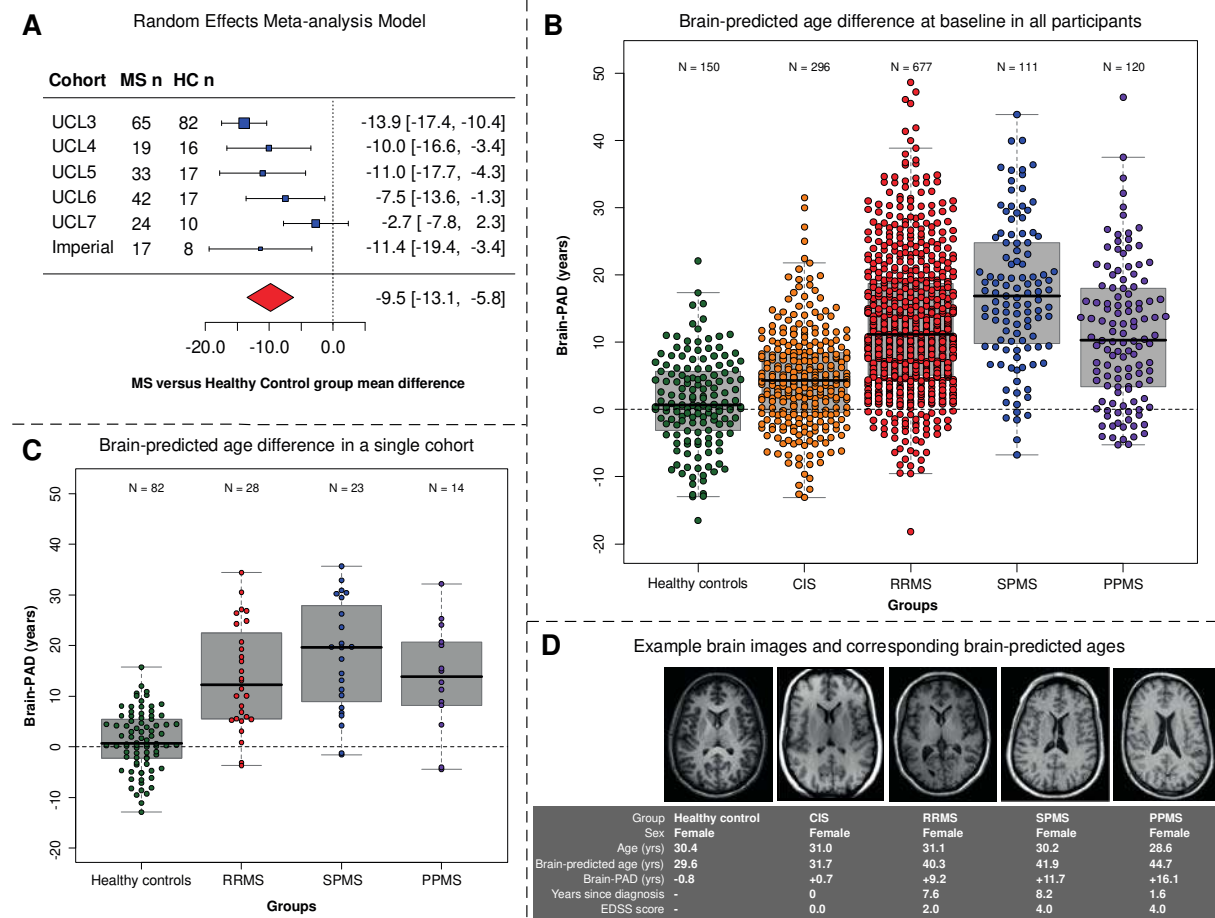 A
Random Effects Meta-analysis Model
Cohort MS n HC n
UCL3 65 82 -13.9 [-17.4, -10.4]
UCL4 19 16 -10.0 [-16.6, -3.4]
UCL5 33 17 -11.0 [-17.7, -4.3]
UCL6 42 17 -7.5 [-13.6, -1.3]
UCL7 24 10 -2.7 [ -7.8, 2.3]
Imperial 17 8 -11.4 [-19.4, -3.4]
-9.5 [-13.1, -5.8]
-20.0 -10.0 0.0
MS versus Healthy Control group mean difference
B
Brain-predicted age difference at baseline in all participants
N = 150 N = 296 N = 677 N = 111 N = 120
Brain-PAD (years)
50
40
30
20
10
0
-10
-20
Healthy controls CIS RRMS SPMS PPMS
Groups
C
Brain-predicted age difference in a single cohort
N = 82 N = 28 N = 23 N = 14
Brain-PAD (years)
50
40
30
20
10
0
-10
-20
Healthy controls RRMS SPMS PPMS
Groups
D
Example brain images and corresponding brain-predicted ages
Group Healthy control CIS RRMS SPMS PPMS
Sex Female Female Female Female Female
Age (yrs) 30.4 31.0 31.1 30.2 28.6
Brain-predicted age (yrs) 29.6 31.7 40.3 41.9 44.7
Brain-PAD (yrs) -0.8 +0.7 +9.2 +11.7 +16.1
Years since diagnosis - 0 7.6 8.2 1.6
EDSS score - 0.0 2.0 4.0 4.0